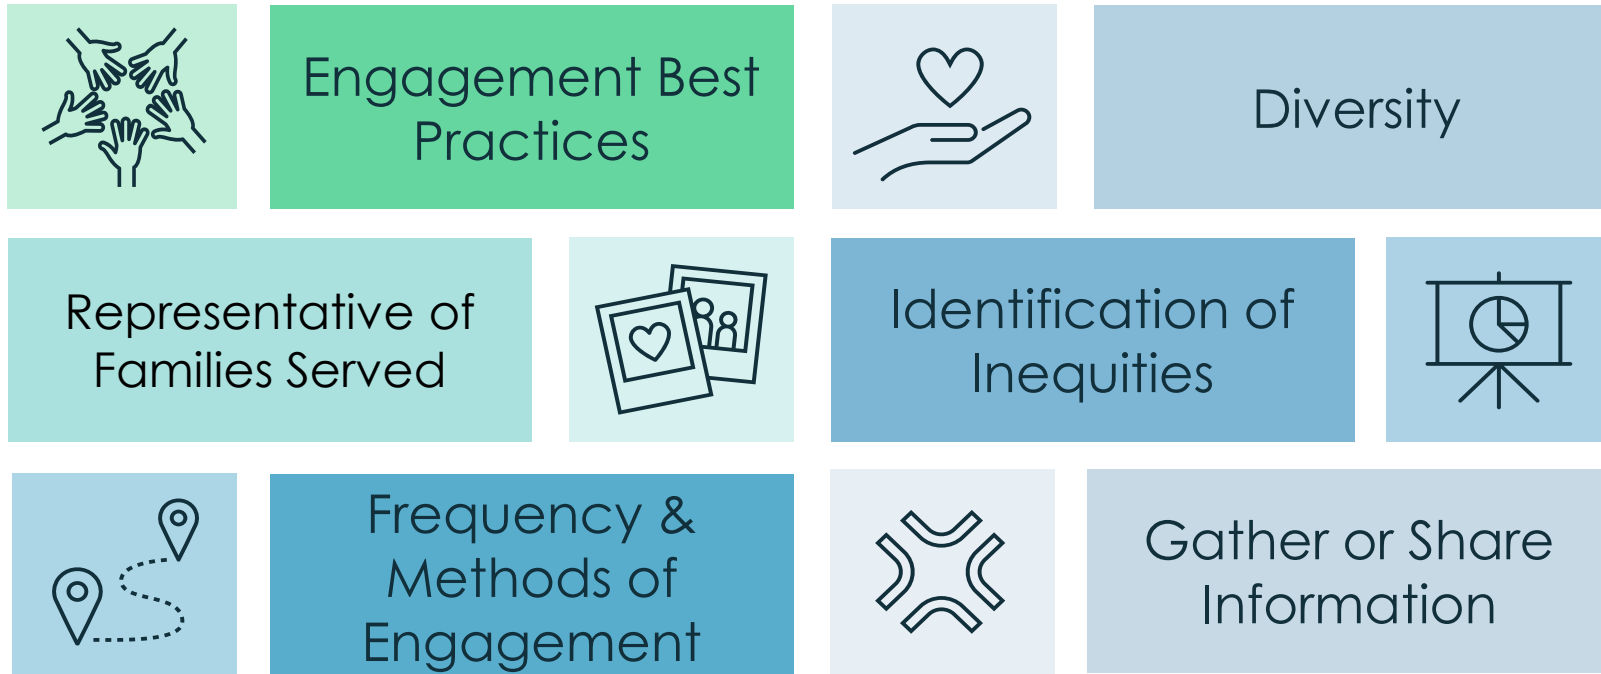 Engagement Best
Practices
Diversity
Representative of
Families Served
Identification of
Inequities
Frequency &
Methods of
Engagement
Gather or Share
Information